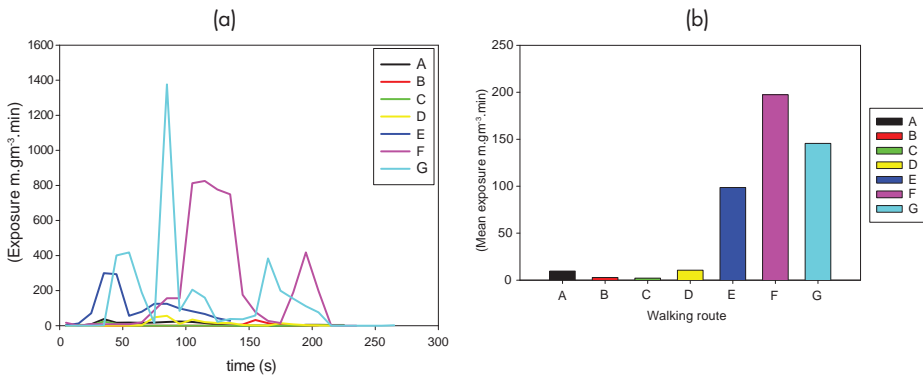 (a)
(Exposure m.gm⁻³.min)
1600
1400
1200
1000
800
600
400
200
0
0 50 100 150 200 250 300
time (s)
A
B
C
D
E
F
G
(b)
(Mean exposure m.gm⁻³.min)
250
200
150
100
50
0
A B C D E F G
Walking route
A
B
C
D
E
F
G